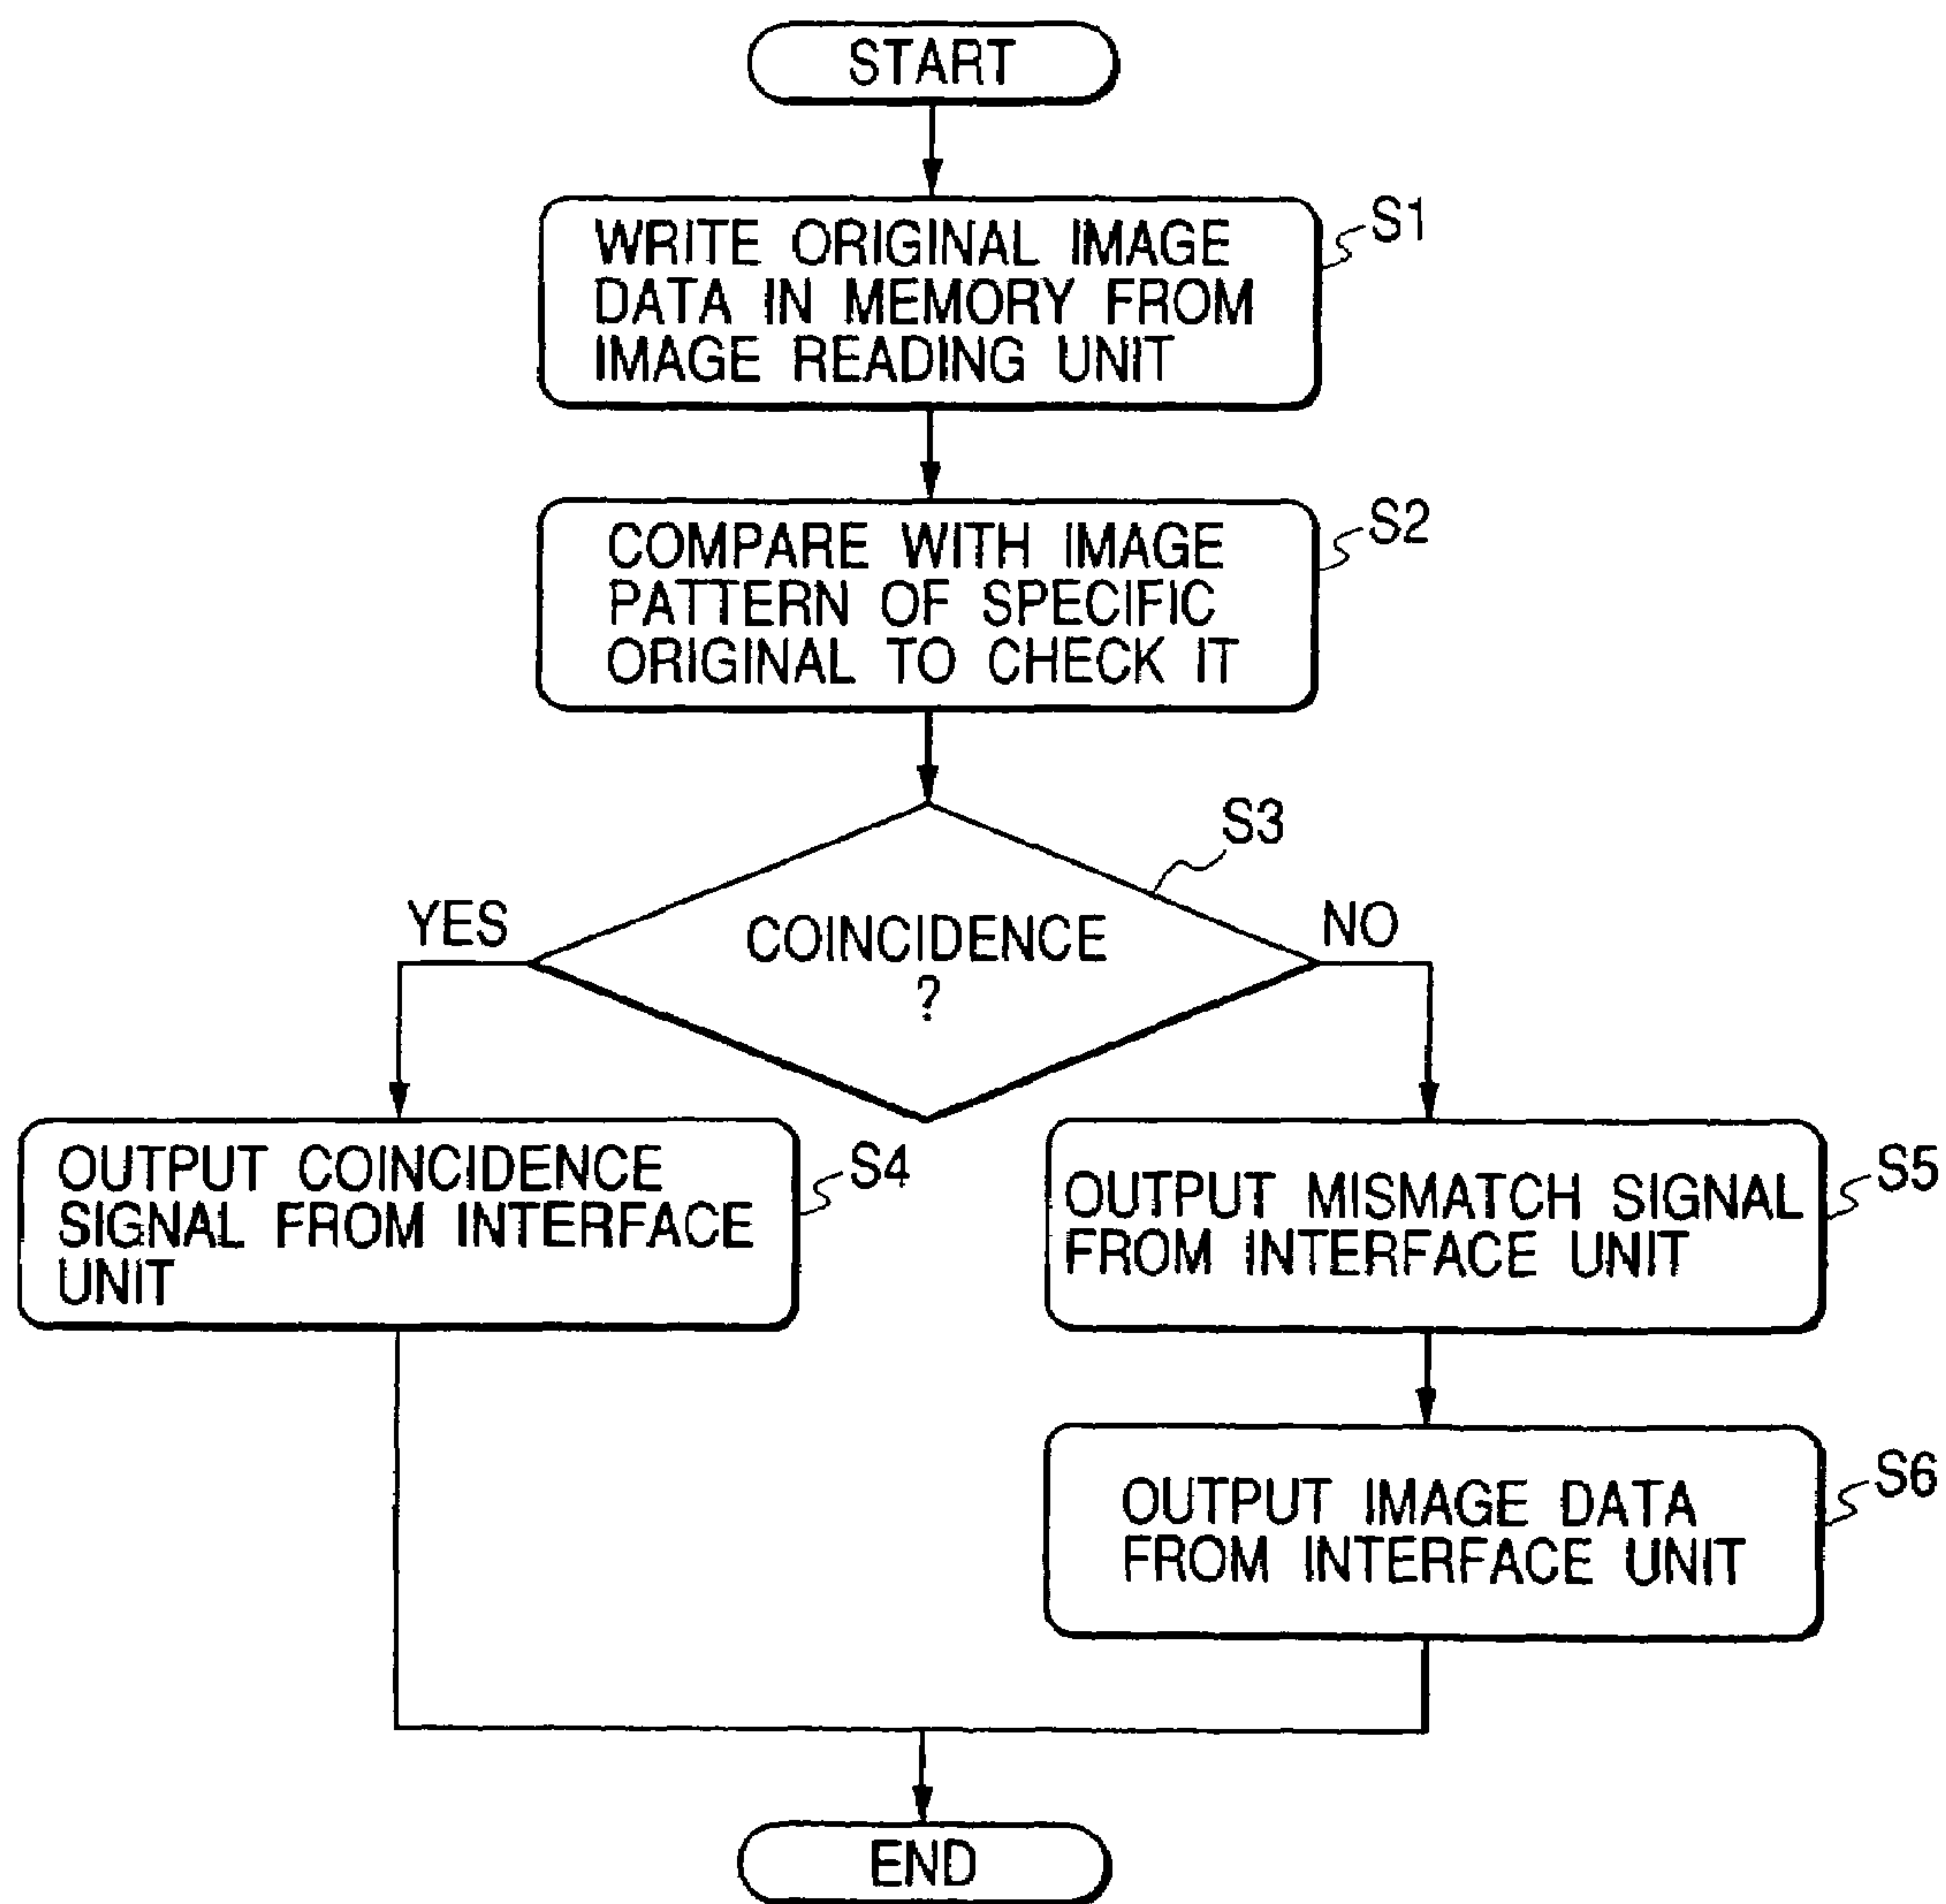 START
WRITE ORIGINAL IMAGE
DATA IN MEMORY FROM
IMAGE READING UNIT
S1
COMPARE WITH IMAGE
PATTERN OF SPECIFIC
ORIGINAL TO CHECK IT
S2
S3
COINCIDENCE
?
YES
NO
OUTPUT COINCIDENCE
SIGNAL FROM INTERFACE
UNIT
S4
OUTPUT MISMATCH SIGNAL
FROM INTERFACE UNIT
S5
OUTPUT IMAGE DATA
FROM INTERFACE UNIT
S6
END